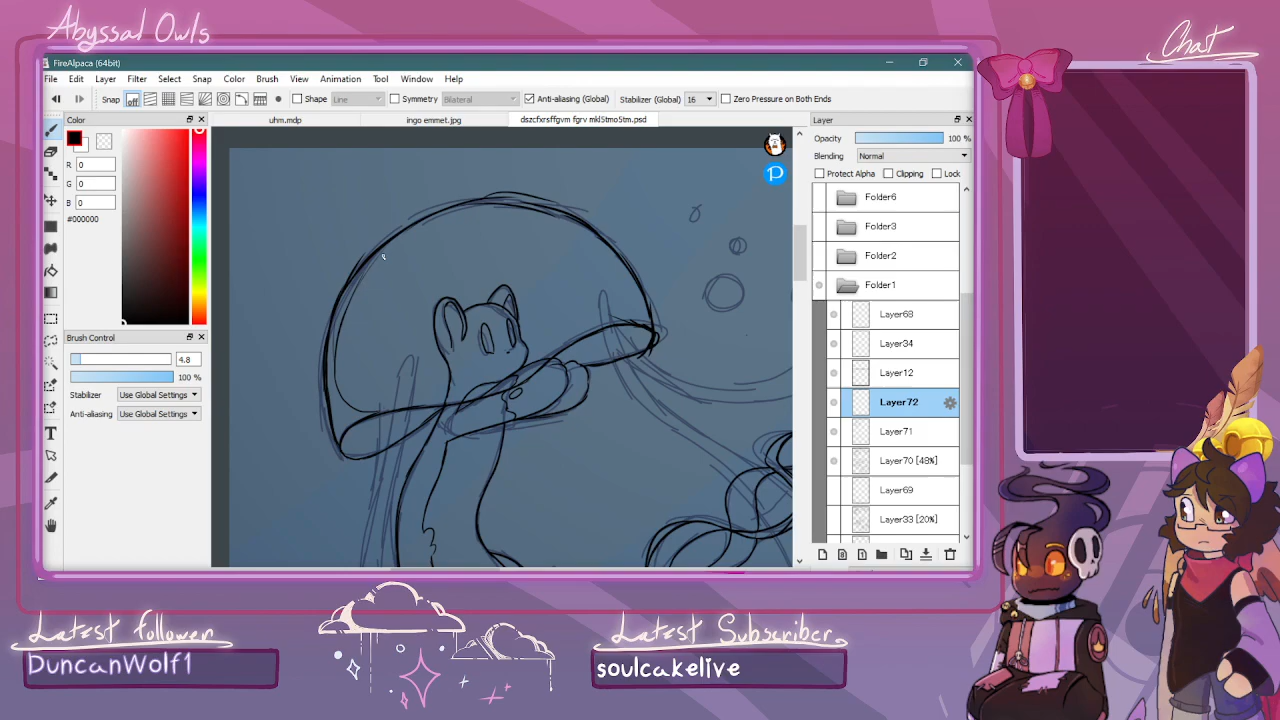 Abyssal Owls
Chat
FireAlpaca (64bit)
File Edit Layer Filter Select Snap Color Brush View Animation Tool Window Help
Snap off Shape Line Symmetry Bilateral Anti-aliasing (Global) Stabilizer (Global) 16 Zero Pressure on Both Ends
Color
uhm.mdp
ingo emmet.jpg
dszcfxrsffgvm fgrv mkl5tmo5tm.psd
Layer
R 0
G 0
B 0
#000000
Opacity 100 %
Blending Normal
Protect Alpha Clipping Lock
Folder6
Folder3
Folder2
Folder1
Layer68
Layer34
Layer12
Layer72
Layer71
Layer70 [48%]
Layer69
Layer33 [20%]
Brush Control
4.8
100 %
Stabilizer Use Global Settings
Anti-aliasing Use Global Settings
T
P
Latest follower
DuncanWolf1
Latest Subscriber
soulcakelive